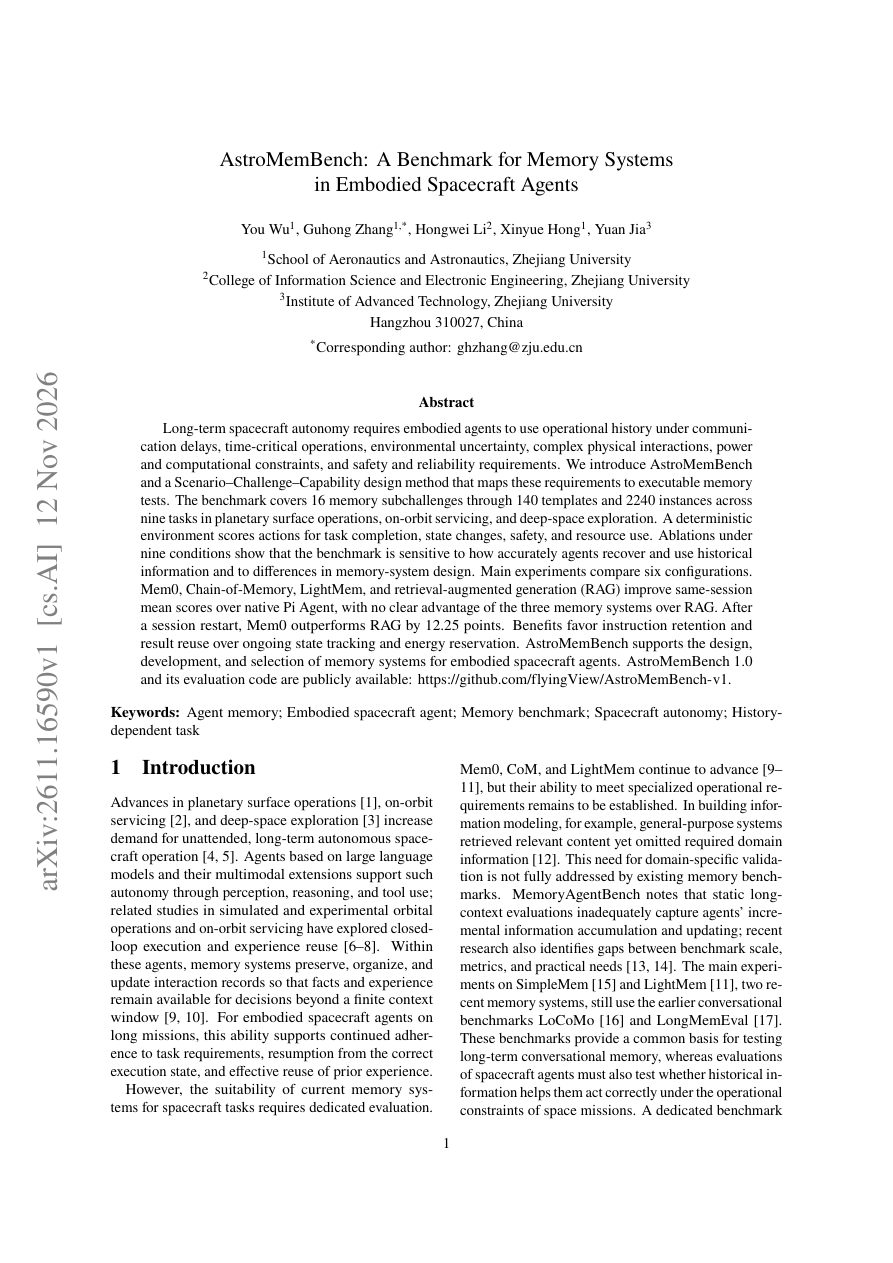 AstroMemBench: A Benchmark for Memory Systems
in Embodied Spacecraft Agents
You Wu1, Guhong Zhang1,*, Hongwei Li2, Xinyue Hong1, Yuan Jia3
1School of Aeronautics and Astronautics, Zhejiang University
2College of Information Science and Electronic Engineering, Zhejiang University
3Institute of Advanced Technology, Zhejiang University
Hangzhou 310027, China
*Corresponding author: ghzhang@zju.edu.cn
arXiv:2611.16590v1 [cs.AI] 12 Nov 2026
Abstract
Long-term spacecraft autonomy requires embodied agents to use operational history under communi-
cation delays, time-critical operations, environmental uncertainty, complex physical interactions, power
and computational constraints, and safety and reliability requirements. We introduce AstroMemBench
and a Scenario–Challenge–Capability design method that maps these requirements to executable memory
tests. The benchmark covers 16 memory subchallenges through 140 templates and 2240 instances across
nine tasks in planetary surface operations, on-orbit servicing, and deep-space exploration. A deterministic
environment scores actions for task completion, state changes, safety, and resource use. Ablations under
nine conditions show that the benchmark is sensitive to how accurately agents recover and use historical
information and to differences in memory-system design. Main experiments compare six configurations.
Mem0, Chain-of-Memory, LightMem, and retrieval-augmented generation (RAG) improve same-session
mean scores over native Pi Agent, with no clear advantage of the three memory systems over RAG. After
a session restart, Mem0 outperforms RAG by 12.25 points. Benefits favor instruction retention and
result reuse over ongoing state tracking and energy reservation. AstroMemBench supports the design,
development, and selection of memory systems for embodied spacecraft agents. AstroMemBench 1.0
and its evaluation code are publicly available: https://github.com/flyingView/AstroMemBench-v1.
Keywords: Agent memory; Embodied spacecraft agent; Memory benchmark; Spacecraft autonomy; History-
dependent task
1 Introduction
Advances in planetary surface operations [1], on-orbit
servicing [2], and deep-space exploration [3] increase
demand for unattended, long-term autonomous space-
craft operation [4, 5]. Agents based on large language
models and their multimodal extensions support such
autonomy through perception, reasoning, and tool use;
related studies in simulated and experimental orbital
operations and on-orbit servicing have explored closed-
loop execution and experience reuse [6–8]. Within
these agents, memory systems preserve, organize, and
update interaction records so that facts and experience
remain available for decisions beyond a finite context
window [9, 10]. For embodied spacecraft agents on
long missions, this ability supports continued adher-
ence to task requirements, resumption from the correct
execution state, and effective reuse of prior experience.
However, the suitability of current memory sys-
tems for spacecraft tasks requires dedicated evaluation.
Mem0, CoM, and LightMem continue to advance [9–
11], but their ability to meet specialized operational re-
quirements remains to be established. In building infor-
mation modeling, for example, general-purpose systems
retrieved relevant content yet omitted required domain
information [12]. This need for domain-specific valida-
tion is not fully addressed by existing memory bench-
marks. MemoryAgentBench notes that static long-
context evaluations inadequately capture agents' incre-
mental information accumulation and updating; recent
research also identifies gaps between benchmark scale,
metrics, and practical needs [13, 14]. The main experi-
ments on SimpleMem [15] and LightMem [11], two re-
cent memory systems, still use the earlier conversational
benchmarks LoCoMo [16] and LongMemEval [17].
These benchmarks provide a common basis for testing
long-term conversational memory, whereas evaluations
of spacecraft agents must also test whether historical in-
formation helps them act correctly under the operational
constraints of space missions. A dedicated benchmark
1